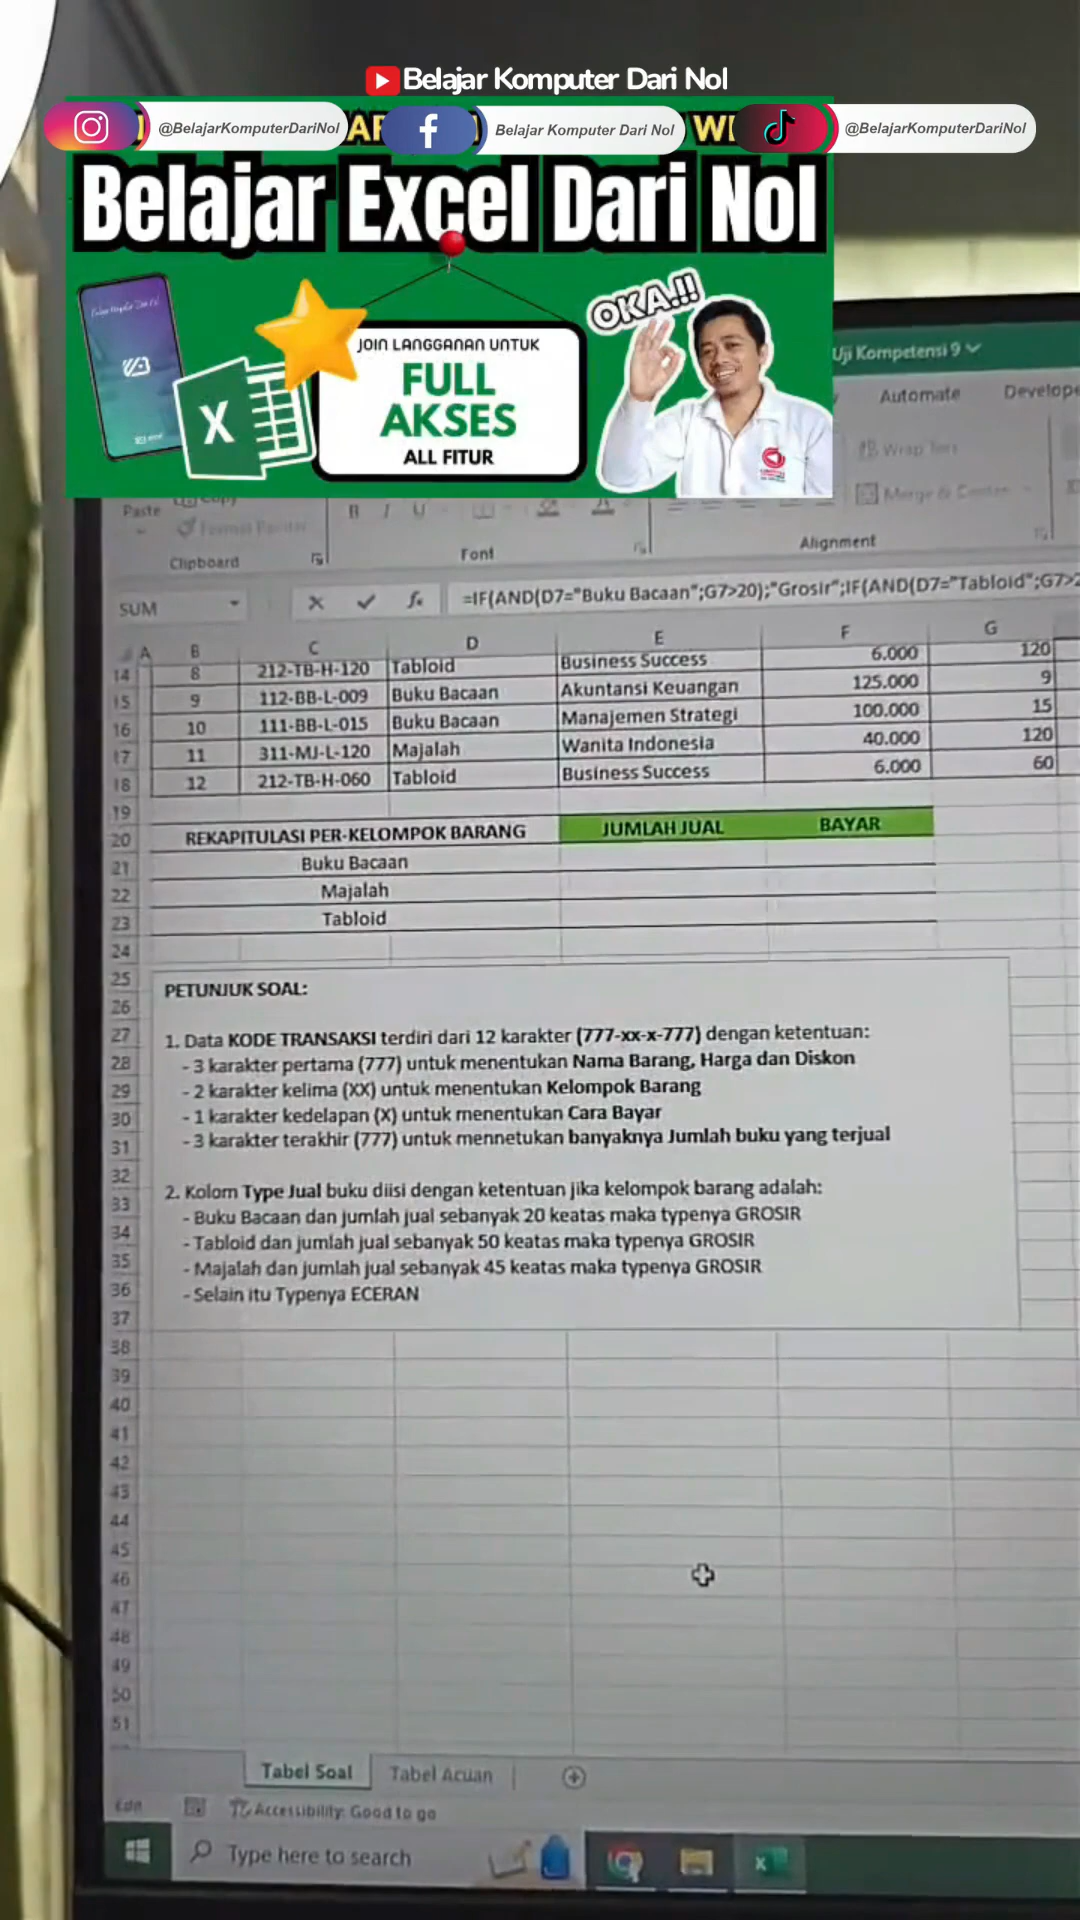 Belajar Komputer Dari Nol
@BelajarKomputerDariNol
Belajar Komputer Dari Nol
@BelajarKomputerDariNol
Belajar Excel Dari Nol
OKA.!!
JOIN LANGGANAN UNTUK
FULL
AKSES
ALL FITUR
X
Uji Kompetensi 9
Automate
Develope
Wrap Text
Merge & Center
Paste
Copy
Format Painter
B I U
Clipboard
Font
Alignment
SUM
=IF(AND(D7="Buku Bacaan";G7>20);"Grosir";IF(AND(D7="Tabloid";G7>
A B C D E F G
14 8 212-TB-H-120 Tabloid Business Success 6.000 120
15 9 112-BB-L-009 Buku Bacaan Akuntansi Keuangan 125.000 9
16 10 111-BB-L-015 Buku Bacaan Manajemen Strategi 100.000 15
17 11 311-MJ-L-120 Majalah Wanita Indonesia 40.000 120
18 12 212-TB-H-060 Tabloid Business Success 6.000 60
19
20 REKAPITULASI PER-KELOMPOK BARANG JUMLAH JUAL BAYAR
21 Buku Bacaan
22 Majalah
23 Tabloid
24
25 PETUNJUK SOAL:
26
27 1. Data KODE TRANSAKSI terdiri dari 12 karakter (777-xx-x-777) dengan ketentuan:
28 - 3 karakter pertama (777) untuk menentukan Nama Barang, Harga dan Diskon
29 - 2 karakter kelima (XX) untuk menentukan Kelompok Barang
30 - 1 karakter kedelapan (X) untuk menentukan Cara Bayar
31 - 3 karakter terakhir (777) untuk mennetukan banyaknya Jumlah buku yang terjual
32
33 2. Kolom Type Jual buku diisi dengan ketentuan jika kelompok barang adalah:
34 - Buku Bacaan dan jumlah jual sebanyak 20 keatas maka typenya GROSIR
- Tabloid dan jumlah jual sebanyak 50 keatas maka typenya GROSIR
35 - Majalah dan jumlah jual sebanyak 45 keatas maka typenya GROSIR
36 - Selain itu Typenya ECERAN
37
38
39
40
41
42
43
44
45
46
47
48
49
50
51
Tabel Soal
Tabel Acuan
Edit
Accessibility: Good to go
Type here to search